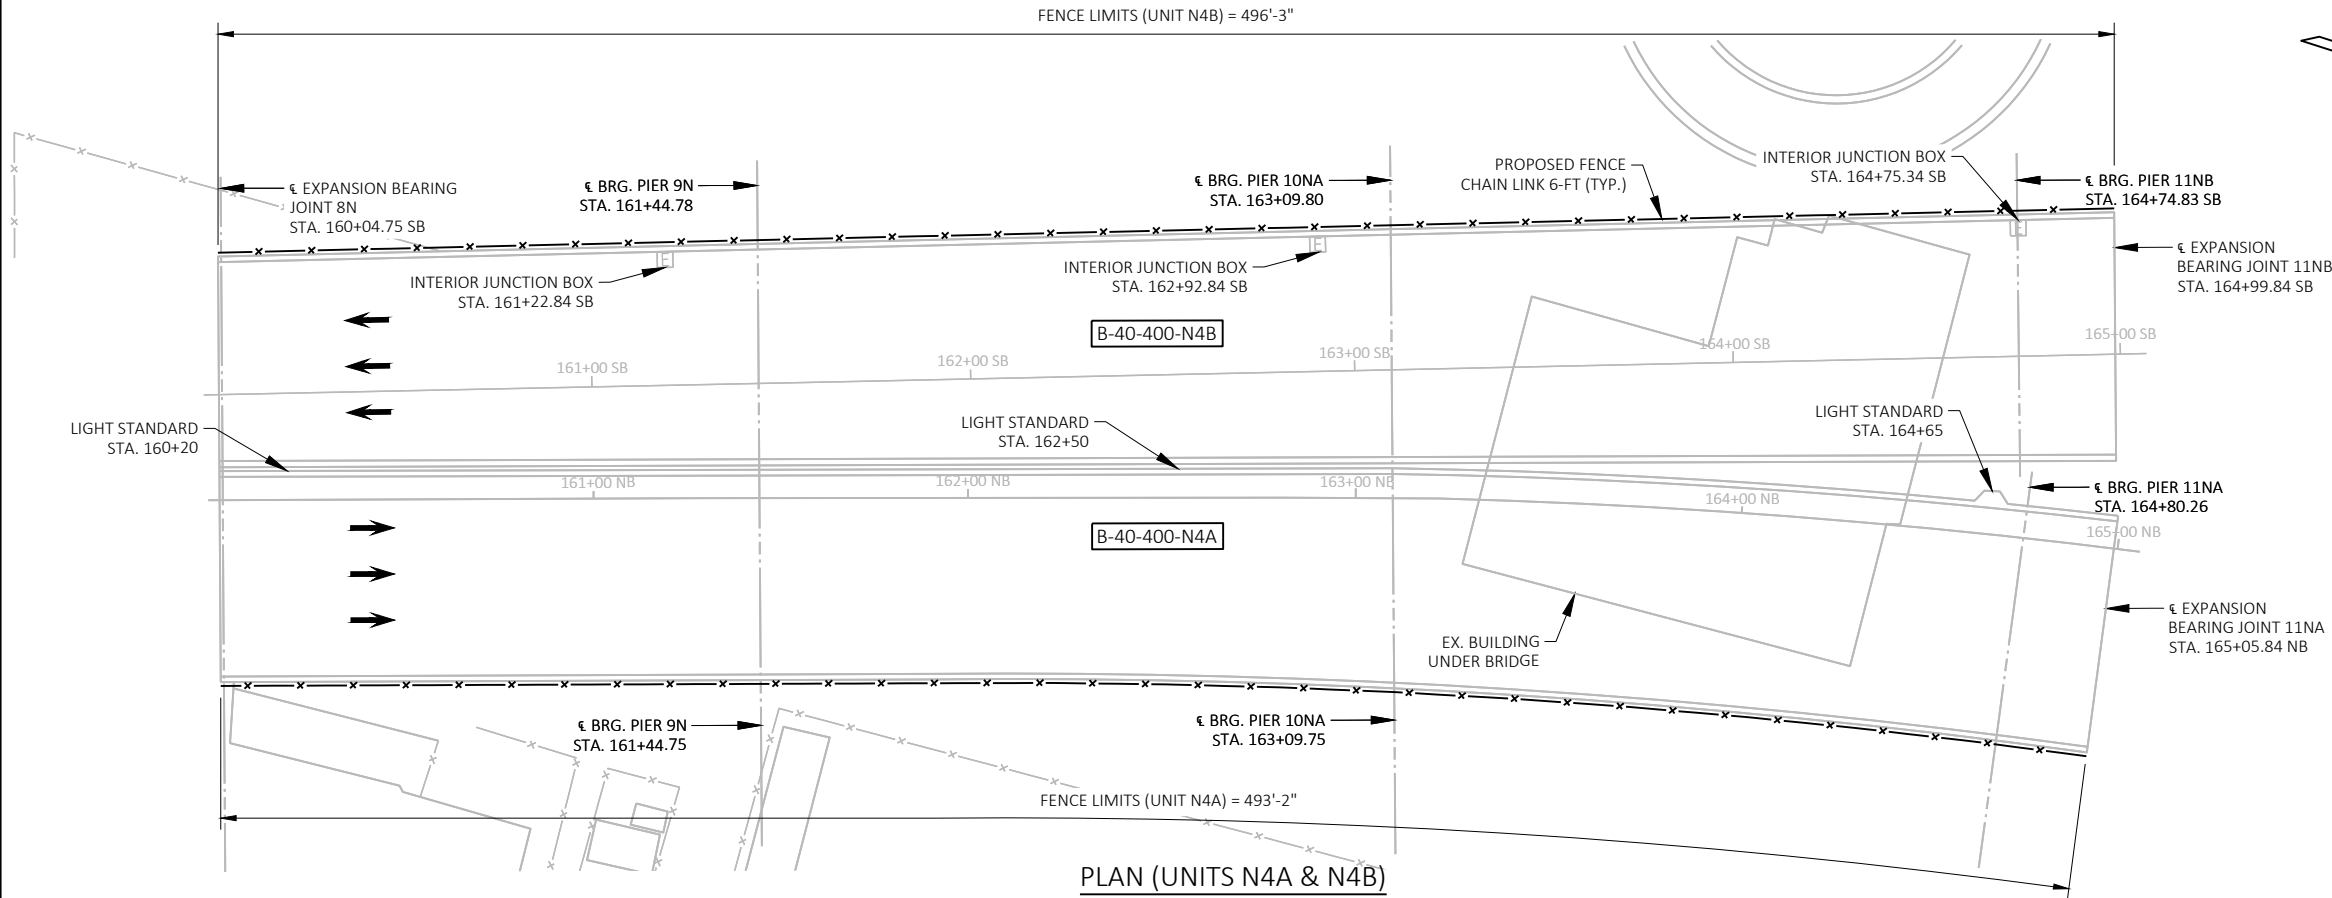 FENCE LIMITS (UNIT N4B) = 496'-3"
℄ EXPANSION BEARING
JOINT 8N
STA. 160+04.75 SB
℄ BRG. PIER 9N
STA. 161+44.78
℄ BRG. PIER 10NA
STA. 163+09.80
PROPOSED FENCE
CHAIN LINK 6-FT (TYP.)
INTERIOR JUNCTION BOX
STA. 164+75.34 SB
℄ BRG. PIER 11NB
STA. 164+74.83 SB
℄ EXPANSION
BEARING JOINT 11NB
STA. 164+99.84 SB
INTERIOR JUNCTION BOX
STA. 161+22.84 SB
E
INTERIOR JUNCTION BOX
STA. 162+92.84 SB
E
E
B-40-400-N4B
161+00 SB
162+00 SB
163+00 SB
164+00 SB
165+00 SB
LIGHT STANDARD
STA. 160+20
LIGHT STANDARD
STA. 162+50
LIGHT STANDARD
STA. 164+65
161+00 NB
162+00 NB
163+00 NB
164+00 NB
165+00 NB
℄ BRG. PIER 11NA
STA. 164+80.26
B-40-400-N4A
EX. BUILDING
UNDER BRIDGE
℄ EXPANSION
BEARING JOINT 11NA
STA. 165+05.84 NB
℄ BRG. PIER 9N
STA. 161+44.75
℄ BRG. PIER 10NA
STA. 163+09.75
FENCE LIMITS (UNIT N4A) = 493'-2"
PLAN (UNITS N4A & N4B)